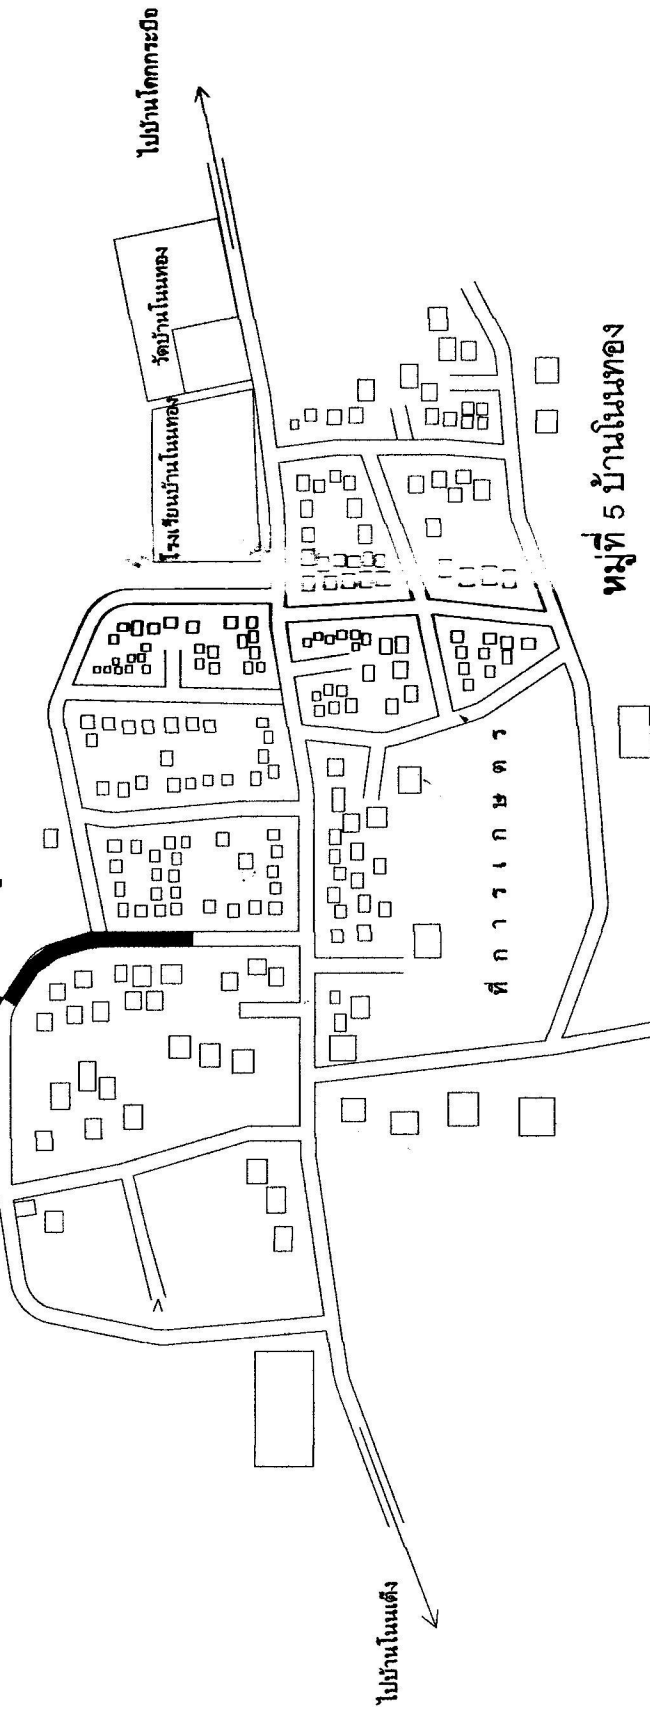 ไปบ้านโคกกระบือ
วัดบ้านโนนทอง
โรงเรียนบ้านโนนทอง
หมู่ที่ 5 บ้านโนนทอง
ที่การเกษตร
ไปบ้านโนนเต็ง